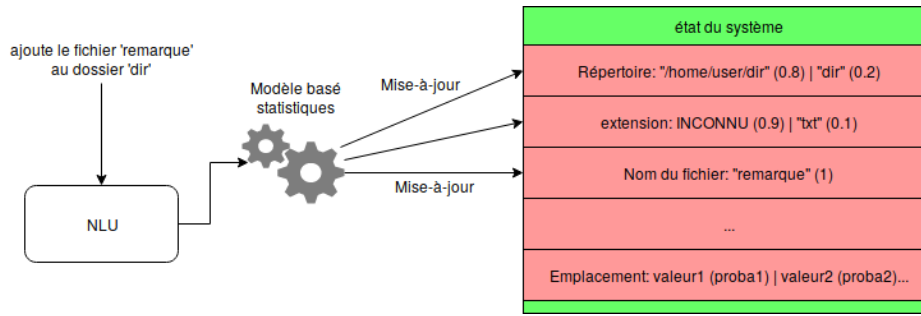 ajoute le fichier 'remarque'
au dossier 'dir'
NLU
Modèle basé
statistiques
Mise-à-jour
Mise-à-jour
état du système
Répertoire: "/home/user/dir" (0.8) | "dir" (0.2)
extension: INCONNU (0.9) | "txt" (0.1)
Nom du fichier: "remarque" (1)
...
Emplacement: valeur1 (proba1) | valeur2 (proba2)...